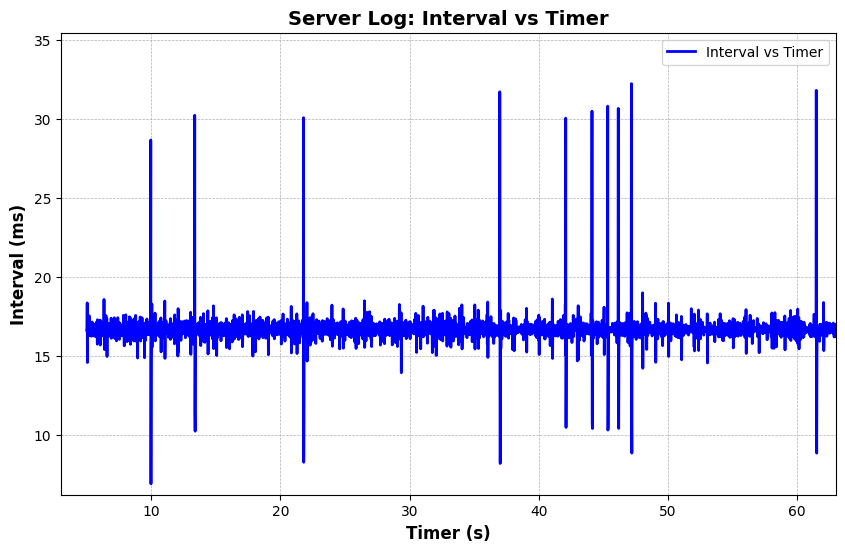 Server Log: Interval vs Timer
Interval vs Timer
35
30
25
20
15
10
Interval (ms)
10 20 30 40 50 60
Timer (s)